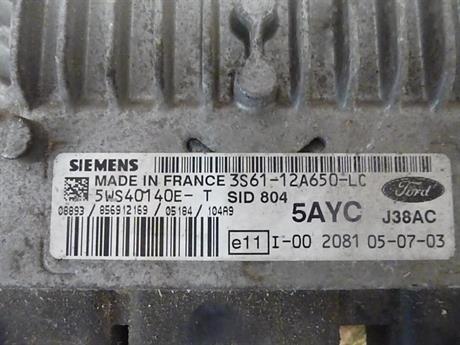 SIEMENS
MADE IN FRANCE 3S61-12A650-LC
5WS40140E- T SID 804
08893 / 856912169 / 05184 / 104A9
5AYC J38AC
Ford
e11 I-00 2081 05-07-03